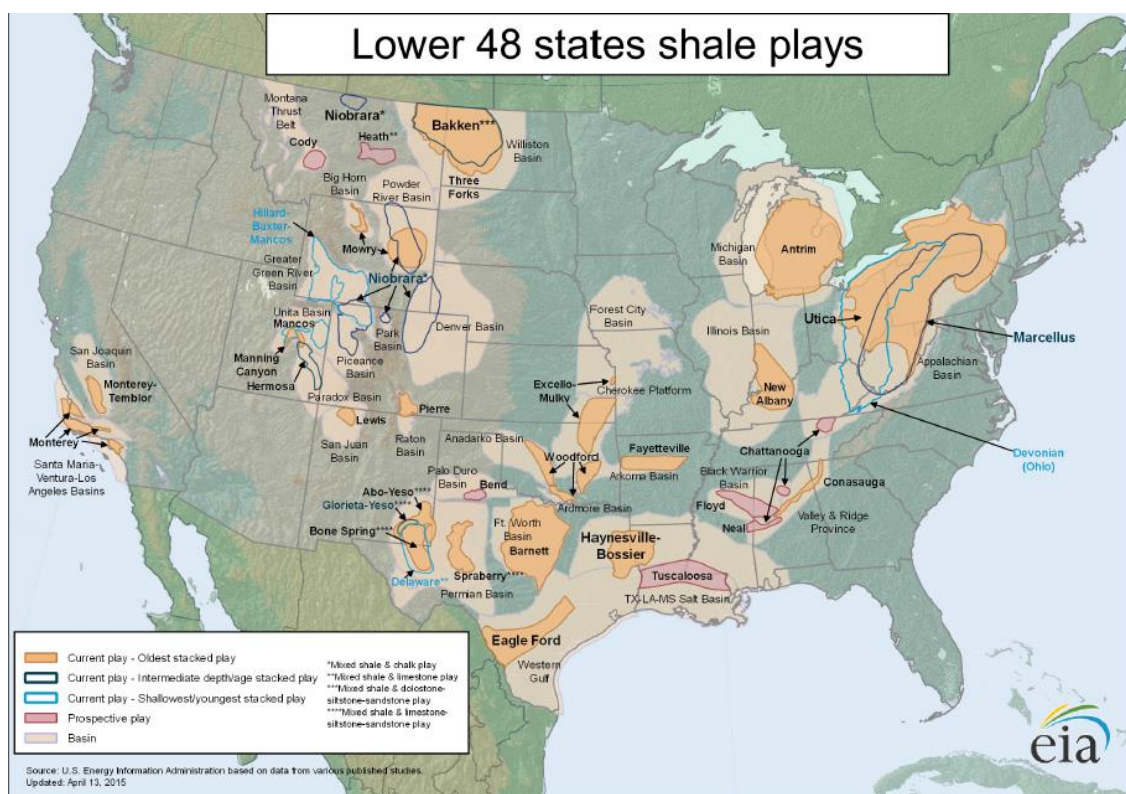 Lower 48 states shale plays
Montana
Thrust
Belt
Niobrara*
Cody
Heath**
Bakken***
Williston
Basin
Big Horn
Basin
Powder
River Basin
Three
Forks
Hillard-
Baxter-
Mancos
Mowry
Greater
Green River
Basin
Niobrara*
Michigan
Basin
Antrim
Uinta Basin
Mancos
Park
Basin
Denver Basin
Forest City
Basin
Illinois Basin
Utica
Marcellus
San Joaquin
Basin
Manning
Canyon
Hermosa
Piceance
Basin
Appalachian
Basin
Monterey-
Temblor
Paradox Basin
Excello-
Mulky
Cherokee Platform
New
Albany
Monterey
Lewis
Pierre
San Juan
Basin
Raton
Basin
Anadarko Basin
Woodford
Fayetteville
Chattanooga
Devonian
(Ohio)
Santa Maria-
Ventura-Los
Angeles Basins
Palo Duro
Basin
Bend
Arkoma Basin
Black Warrior
Basin
Conasauga
Abo-Yeso****
Glorieta-Yeso****
Ardmore Basin
Floyd
Neal
Valley & Ridge
Province
Bone Spring****
Ft. Worth
Basin
Barnett
Haynesville-
Bossier
Delaware**
Spraberry****
Permian Basin
Tuscaloosa
TX-LA-MS Salt Basin
Eagle Ford
Western
Gulf
Current play - Oldest stacked play
Current play - Intermediate depth/age stacked play
Current play - Shallowest/youngest stacked play
Prospective play
Basin
*Mixed shale & chalk play
**Mixed shale & limestone play
***Mixed shale & dolostone-
siltstone-sandstone play
****Mixed shale & limestone-
siltstone-sandstone play
Source: U.S. Energy Information Administration based on data from various published studies.
Updated: April 13, 2015
eia